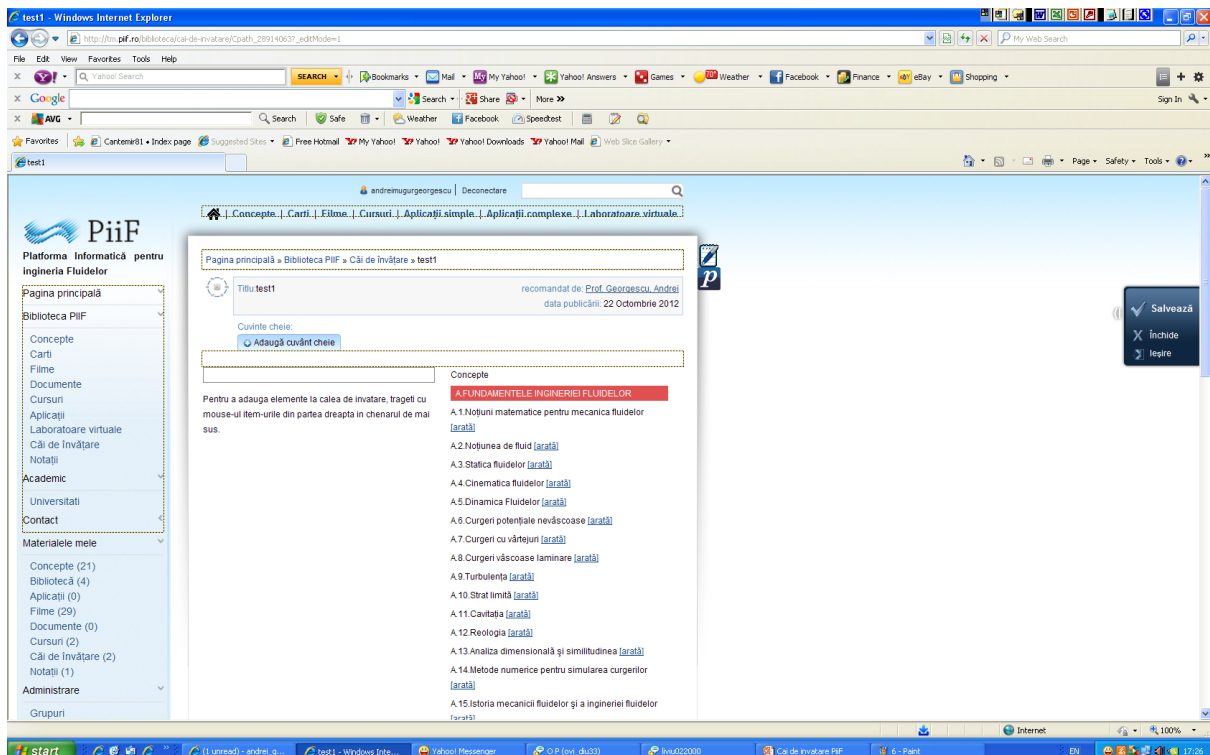 test1 - Windows Internet Explorer
http://tm.piif.ro/biblioteca/cai-de-invatare/Cpath_28914063?_editMode=1
My Web Search
File Edit View Favorites Tools Help
x Yahoo! Search SEARCH Bookmarks Mail My Yahoo! Yahoo! Answers Games Weather Facebook Finance eBay Shopping
x Google Search Share More >> Sign In
x AVG Search Safe Weather Facebook Speedtest
Favorites Cantemir81 • Index page Suggested Sites Free Hotmail My Yahoo! Yahoo! Yahoo! Downloads Yahoo! Mail Web Slice Gallery
test1 Page Safety Tools
andreimugurgeorgescu | Deconectare
| Concepte | Carti | Filme | Cursuri | Aplicaţii simple | Aplicaţii complexe | Laboratoare virtuale
PiiF
Platforma Informatică pentru
ingineria Fluidelor
Pagina principală
Biblioteca PIIF
Concepte
Carti
Filme
Documente
Cursuri
Aplicaţii
Laboratoare virtuale
Căi de învăţare
Notaţii
Academic
Universitati
Contact
Materialele mele
Concepte (21)
Bibliotecă (4)
Aplicaţii (0)
Filme (29)
Documente (0)
Cursuri (2)
Căi de învăţare (2)
Notaţii (1)
Administrare
Grupuri
Pagina principală » Biblioteca PIIF » Căi de învăţare » test1
Titlu:test1
recomandat de: Prof. Georgescu, Andrei
data publicării: 22 Octombrie 2012
Cuvinte cheie:
Adaugă cuvânt cheie
Pentru a adauga elemente la calea de invatare, trageti cu
mouse-ul item-urile din partea dreapta in chenarul de mai
sus.
Concepte
A.FUNDAMENTELE INGINERIEI FLUIDELOR
A.1.Noţiuni matematice pentru mecanica fluidelor
[arată]
A.2.Noţiunea de fluid [arată]
A.3.Statica fluidelor [arată]
A.4.Cinematica fluidelor [arată]
A.5.Dinamica Fluidelor [arată]
A.6.Curgeri potenţiale nevâscoase [arată]
A.7.Curgeri cu vârtejuri [arată]
A.8.Curgeri vâscoase laminare [arată]
A.9.Turbulenţa [arată]
A.10.Strat limită [arată]
A.11.Cavitaţia [arată]
A.12.Reologia [arată]
A.13.Analiza dimensională şi similitudinea [arată]
A.14.Metode numerice pentru simularea curgerilor
[arată]
A.15.Istoria mecanicii fluidelor şi a ingineriei fluidelor
[arată]
p
Salvează
Închide
Ieşire
Internet 100%
start (1 unread) - andrei_g... test1 - Windows Inte... Yahoo! Messenger O P (ovi_du33) liviu022000 Cai de invatare PiiF 6 - Paint EN 17:26